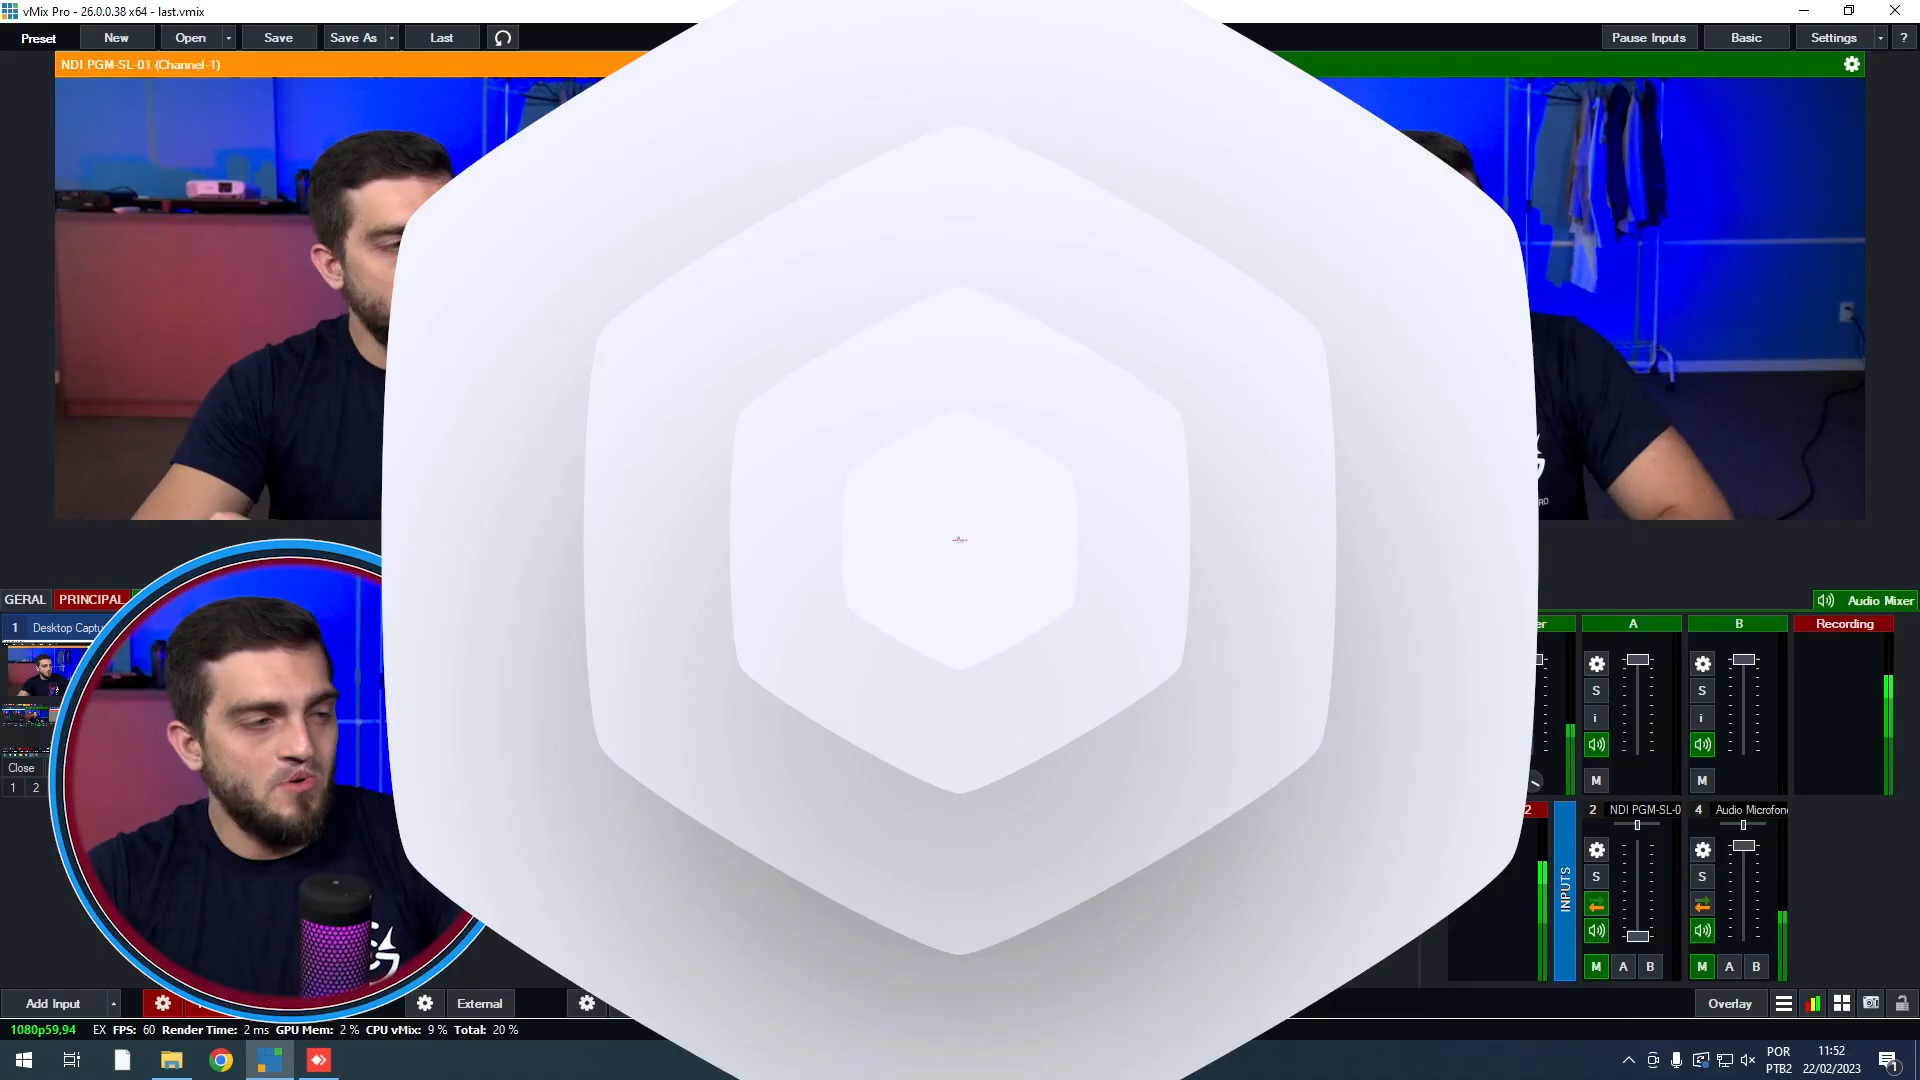 vMix Pro - 26.0.0.38 x64 - last.vmix
Preset New Open Save Save As Last Pause Inputs Basic Settings ?
NDI PGM-SL-01 (Channel-1)
GERAL PRINCIPAL
1 Desktop Captu
Close
1 2
Audio Mixer
er A B Recording
S S
i i
M M
2 2 NDI PGM-SL-0 4 Audio Microfon
S S
INPUTS
M A B M A B
Add Input External Overlay
1080p59,94 EX FPS: 60 Render Time: 2 ms GPU Mem: 2 % CPU vMix: 9 % Total: 20 %
POR 11:52
PTB2 22/02/2023
1